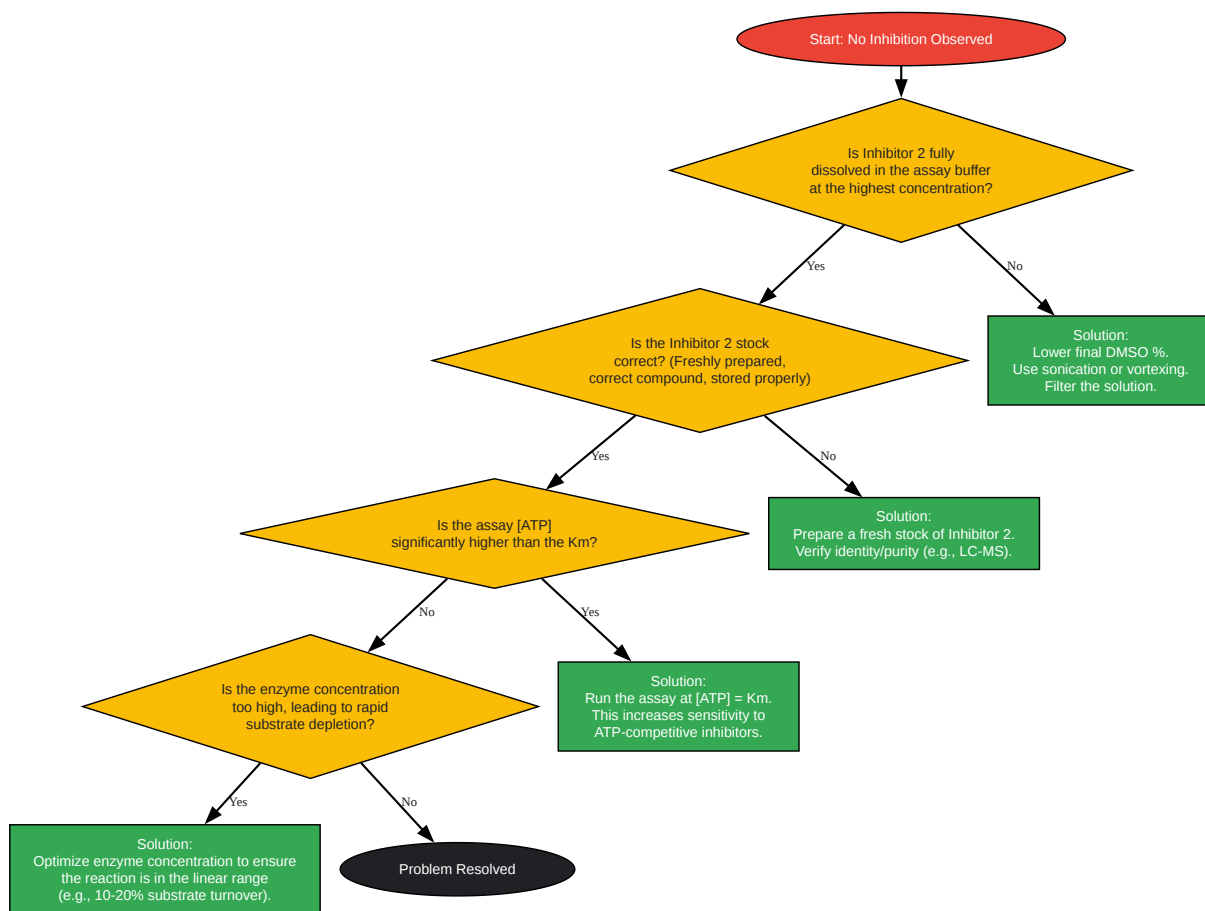 Start: No Inhibition Observed
Is Inhibitor 2 fully
dissolved in the assay buffer
at the highest concentration?
Yes
No
Is the Inhibitor 2 stock
correct? (Freshly prepared,
correct compound, stored properly)
Solution:
Lower final DMSO %.
Use sonication or vortexing.
Filter the solution.
Yes
No
Is the assay [ATP]
significantly higher than the Km?
Solution:
Prepare a fresh stock of Inhibitor 2.
Verify identity/purity (e.g., LC-MS).
No
Yes
Is the enzyme concentration
too high, leading to rapid
substrate depletion?
Solution:
Run the assay at [ATP] = Km.
This increases sensitivity to
ATP-competitive inhibitors.
Yes
No
Solution:
Optimize enzyme concentration to ensure
the reaction is in the linear range
(e.g., 10-20% substrate turnover).
Problem Resolved